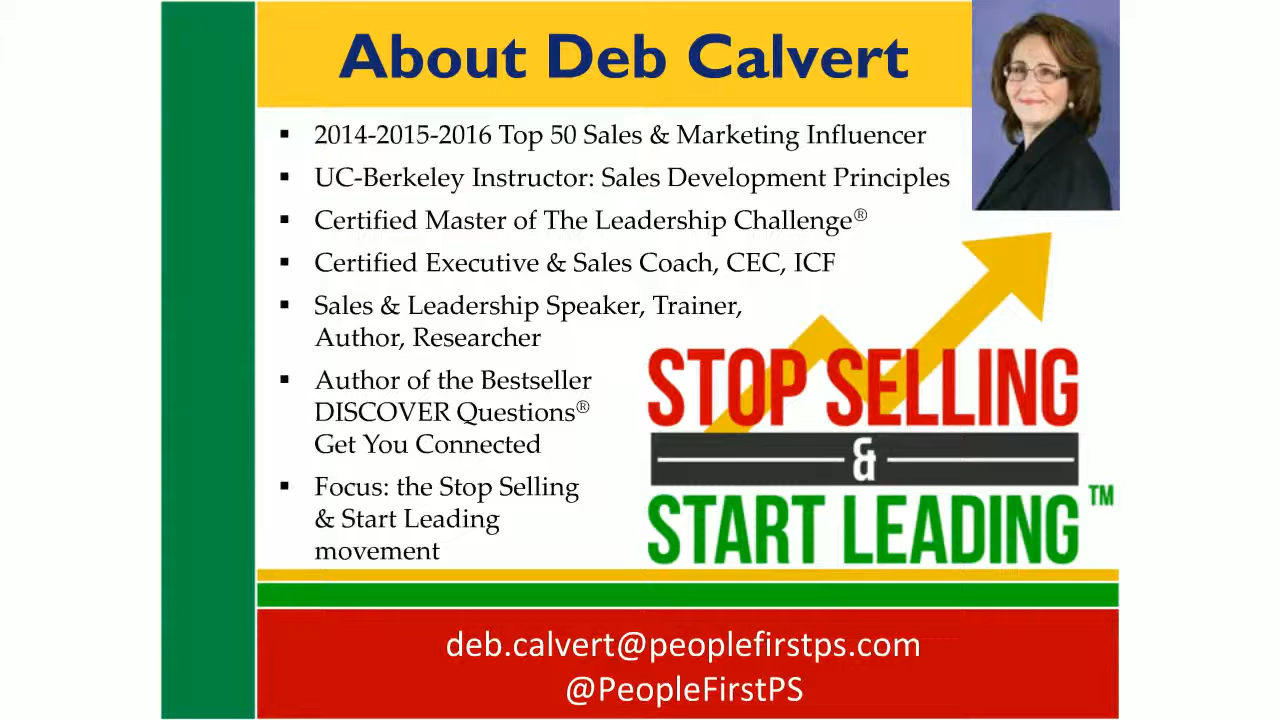 About Deb Calvert
▪ 2014-2015-2016 Top 50 Sales & Marketing Influencer
▪ UC-Berkeley Instructor: Sales Development Principles
▪ Certified Master of The Leadership Challenge®
▪ Certified Executive & Sales Coach, CEC, ICF
▪ Sales & Leadership Speaker, Trainer,
Author, Researcher
▪ Author of the Bestseller
DISCOVER Questions®
Get You Connected
▪ Focus: the Stop Selling
& Start Leading
movement
STOP SELLING
&
START LEADING™
deb.calvert@peoplefirstps.com
@PeopleFirstPS